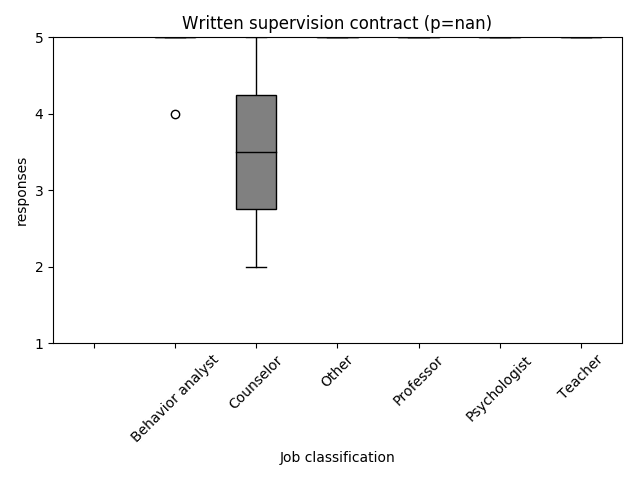 Written supervision contract (p=nan)
5
4
3
2
1
responses
Behavior analyst
Counselor
Other
Professor
Psychologist
Teacher
Job classification